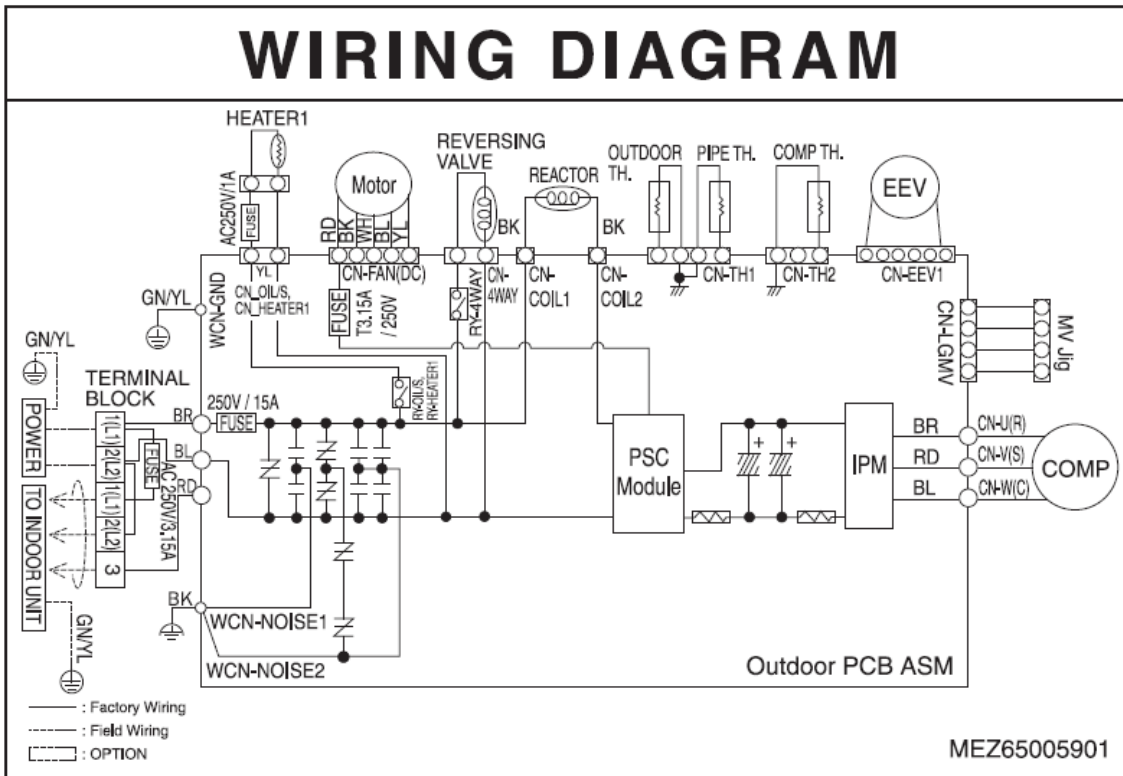 WIRING DIAGRAM
HEATER1
AC250V/1A
FUSE
Motor
RD
BK
WH
BL
YL
REVERSING
VALVE
BK
REACTOR
BK
OUTDOOR
TH.
PIPE TH.
COMP TH.
EEV
YL
CN_OIL/S,
CN_HEATER1
CN-FAN(DC)
CN-
4WAY
CN-
COIL1
CN-
COIL2
CN-TH1
CN-TH2
CN-EEV1
GN/YL
WCN-GND
FUSE
T3.15A
/ 250V
RY-4WAY
RY-OIL/S,
RY-HEATER1
CN-LGMV
MV Jig
GN/YL
TERMINAL
BLOCK
POWER
TO INDOOR UNIT
1(L1)
2(L2)
1(L1)
2(L2)
3
FUSE
AC 250V/3.15A
BR
BL
RD
250V / 15A
FUSE
PSC
Module
IPM
+
+
BR
RD
BL
CN-U(R)
CN-V(S)
CN-W(C)
COMP
GN/YL
BK
WCN-NOISE1
WCN-NOISE2
Outdoor PCB ASM
: Factory Wiring
: Field Wiring
: OPTION
MEZ65005901